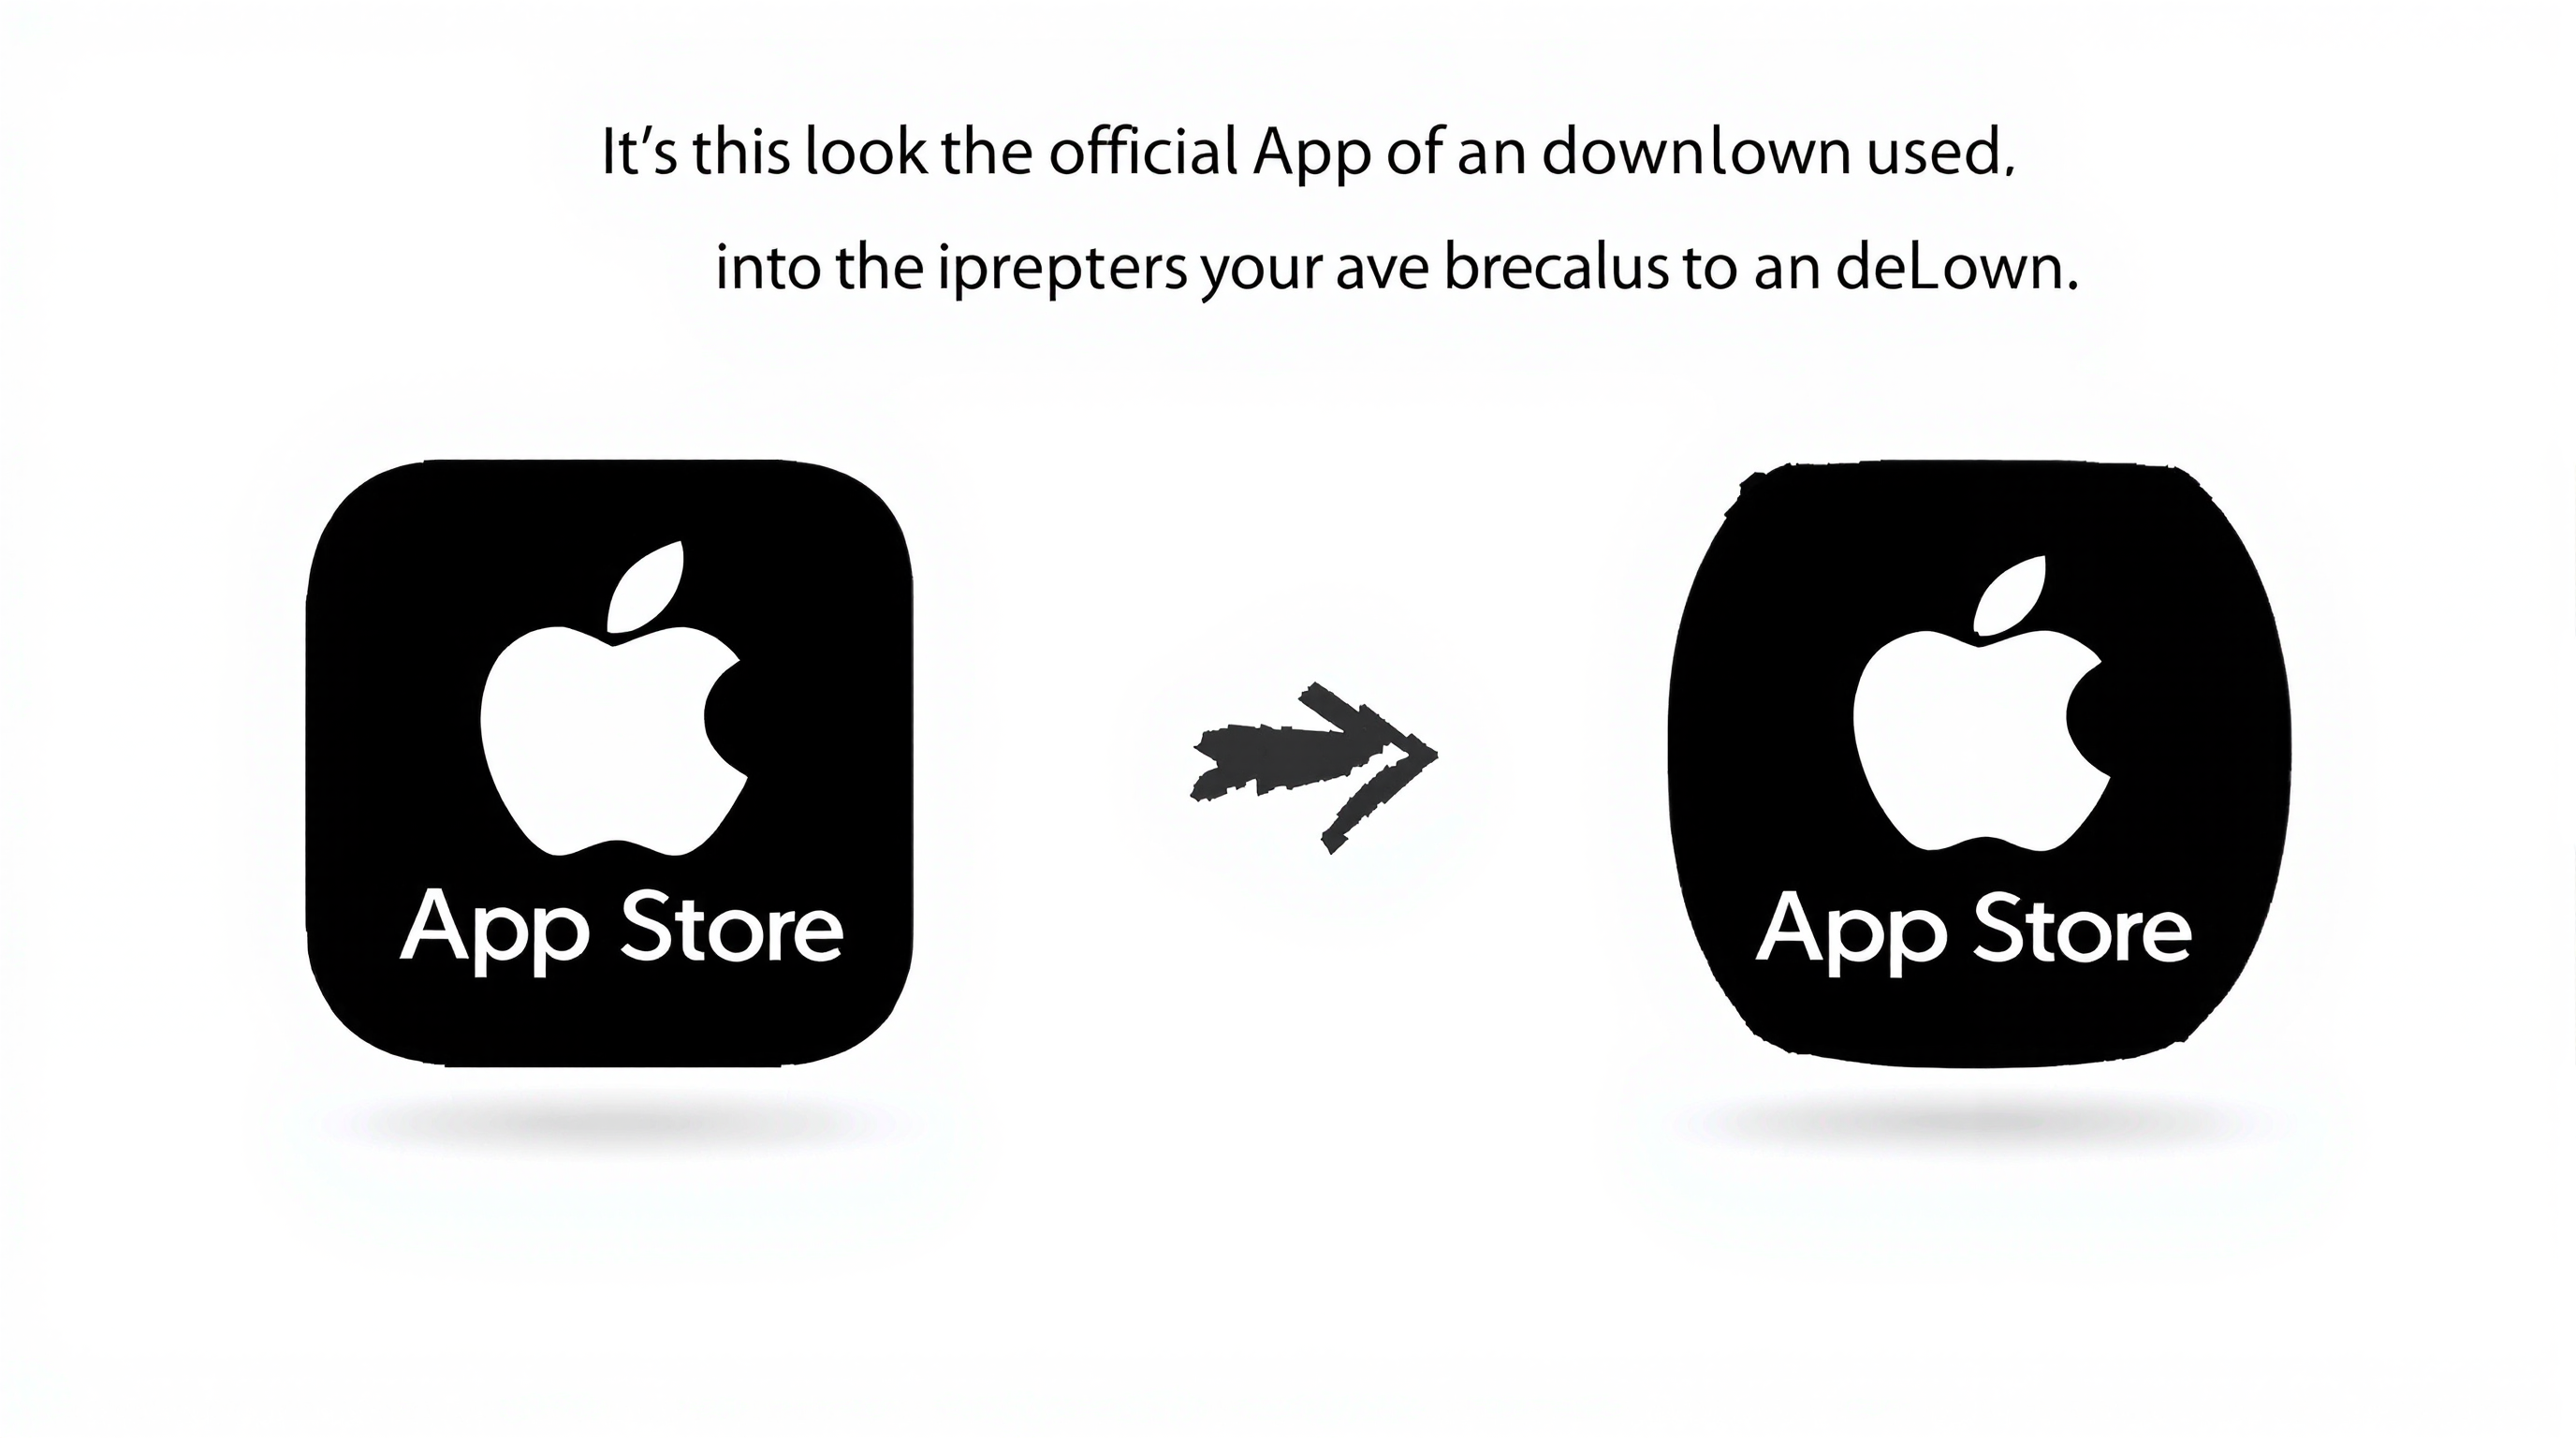 It's this look the official App of an downlown used,
into the iprepters your ave brecalus to an deLown.
App Store
App Store